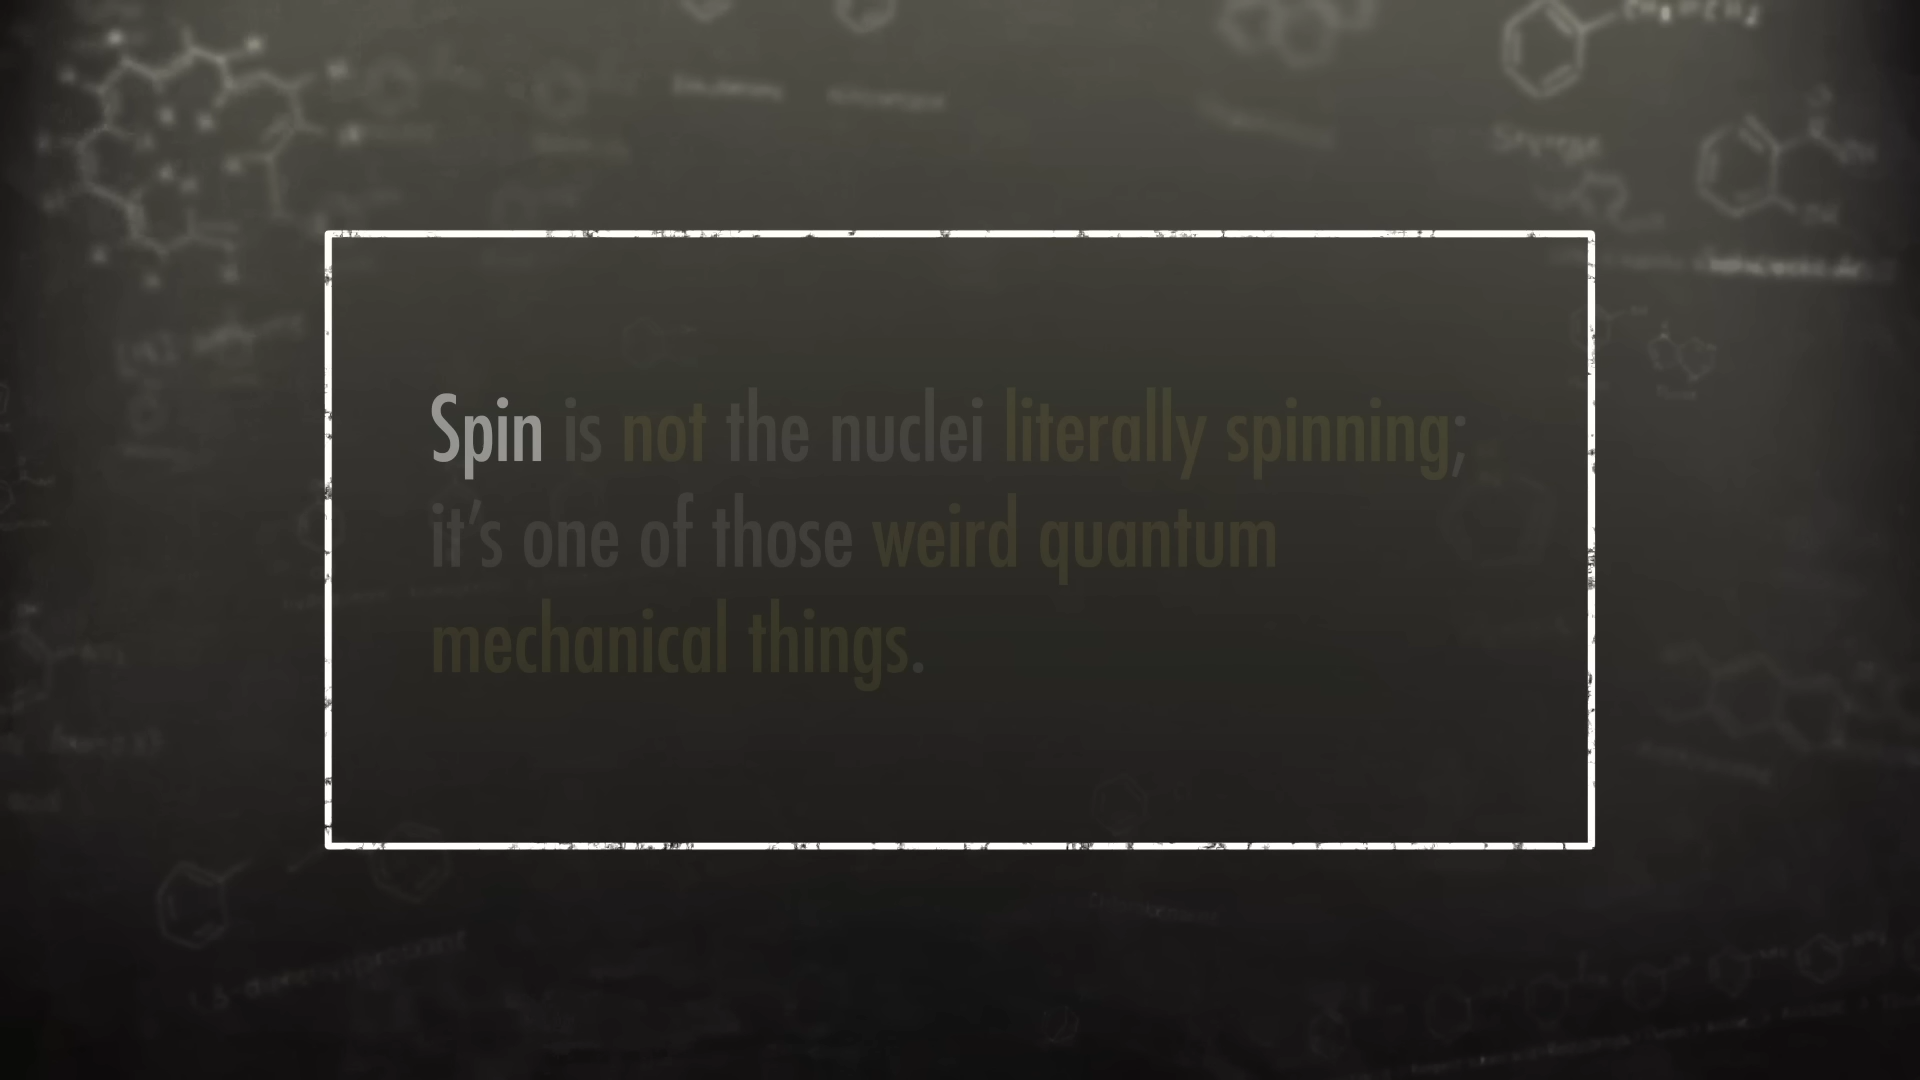 Spin is not the nuclei literally spinning;
it’s one of those weird quantum
mechanical things.